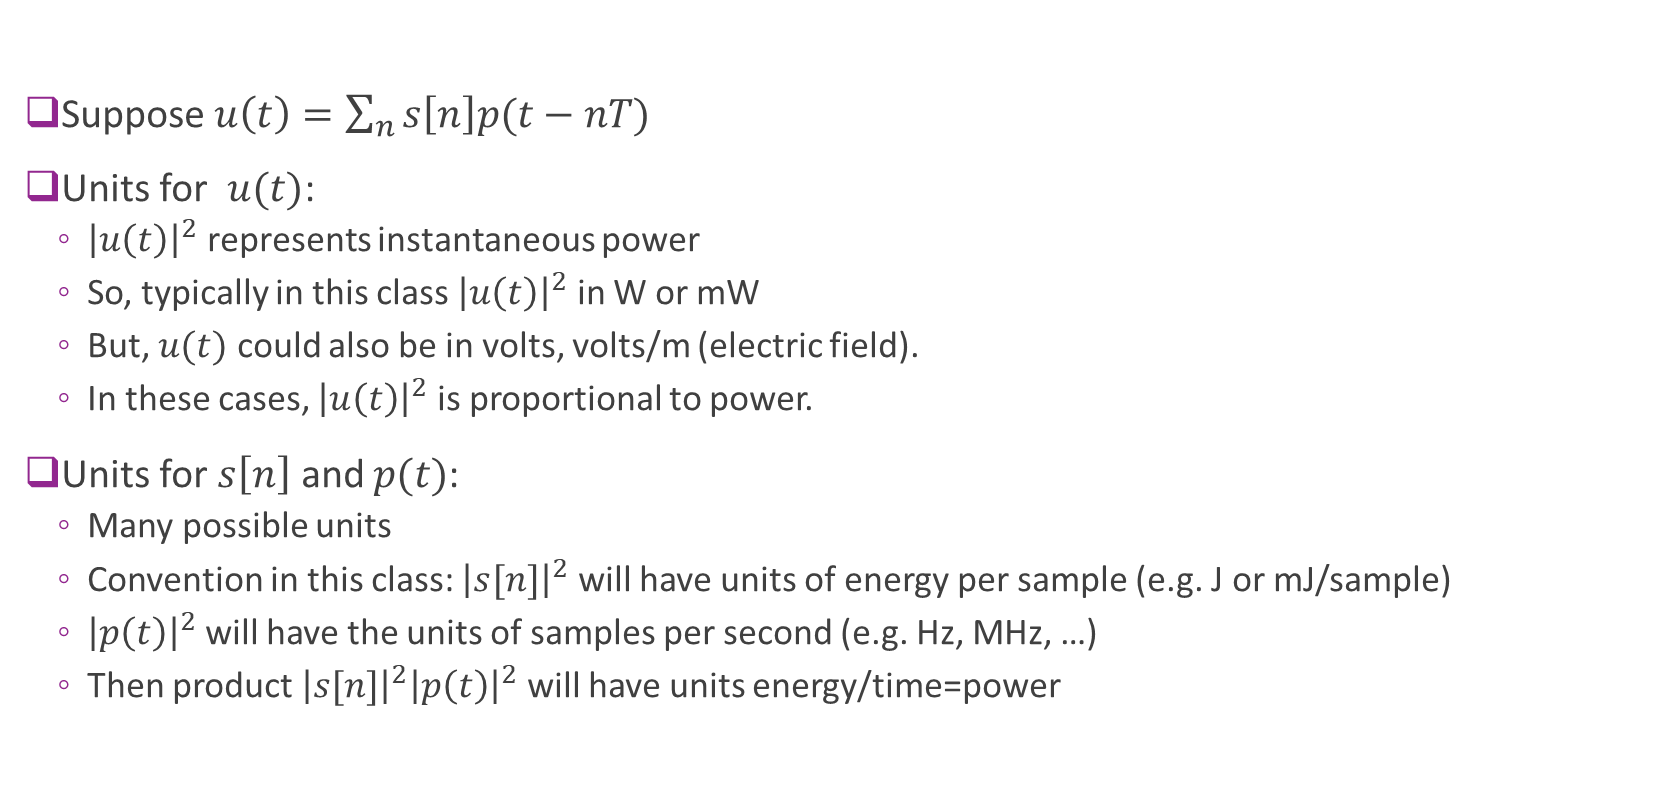 ❑Suppose 𝑢(𝑡) = ∑ₙ 𝑠[𝑛]𝑝(𝑡 − 𝑛𝑇)
❑Units for 𝑢(𝑡):
◦ |𝑢(𝑡)|² represents instantaneous power
◦ So, typically in this class |𝑢(𝑡)|² in W or mW
◦ But, 𝑢(𝑡) could also be in volts, volts/m (electric field).
◦ In these cases, |𝑢(𝑡)|² is proportional to power.
❑Units for 𝑠[𝑛] and 𝑝(𝑡):
◦ Many possible units
◦ Convention in this class: |𝑠[𝑛]|² will have units of energy per sample (e.g. J or mJ/sample)
◦ |𝑝(𝑡)|² will have the units of samples per second (e.g. Hz, MHz, …)
◦ Then product |𝑠[𝑛]|²|𝑝(𝑡)|² will have units energy/time=power